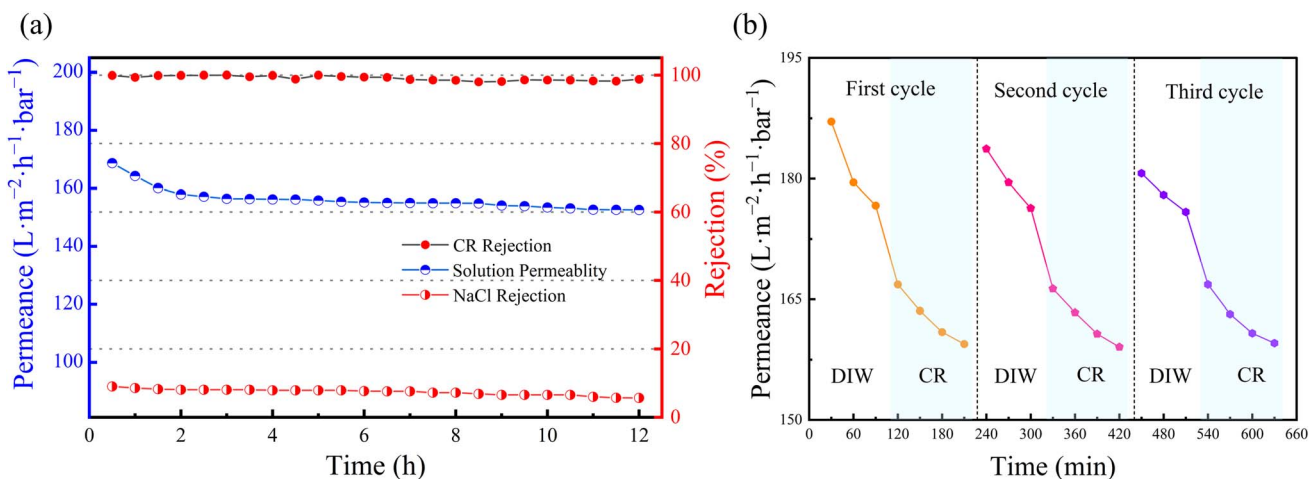 (a)
200
180
160
140
120
100
Permeance (L·m⁻²·h⁻¹·bar⁻¹)
CR Rejection
Solution Permeablity
NaCl Rejection
100
80
60
40
20
0
Rejection (%)
0 2 4 6 8 10 12
Time (h)
(b)
195
180
165
150
Permeance (L·m⁻²·h⁻¹·bar⁻¹)
First cycle Second cycle Third cycle
DIW CR DIW CR DIW CR
0 60 120 180 240 300 360 420 480 540 600 660
Time (min)